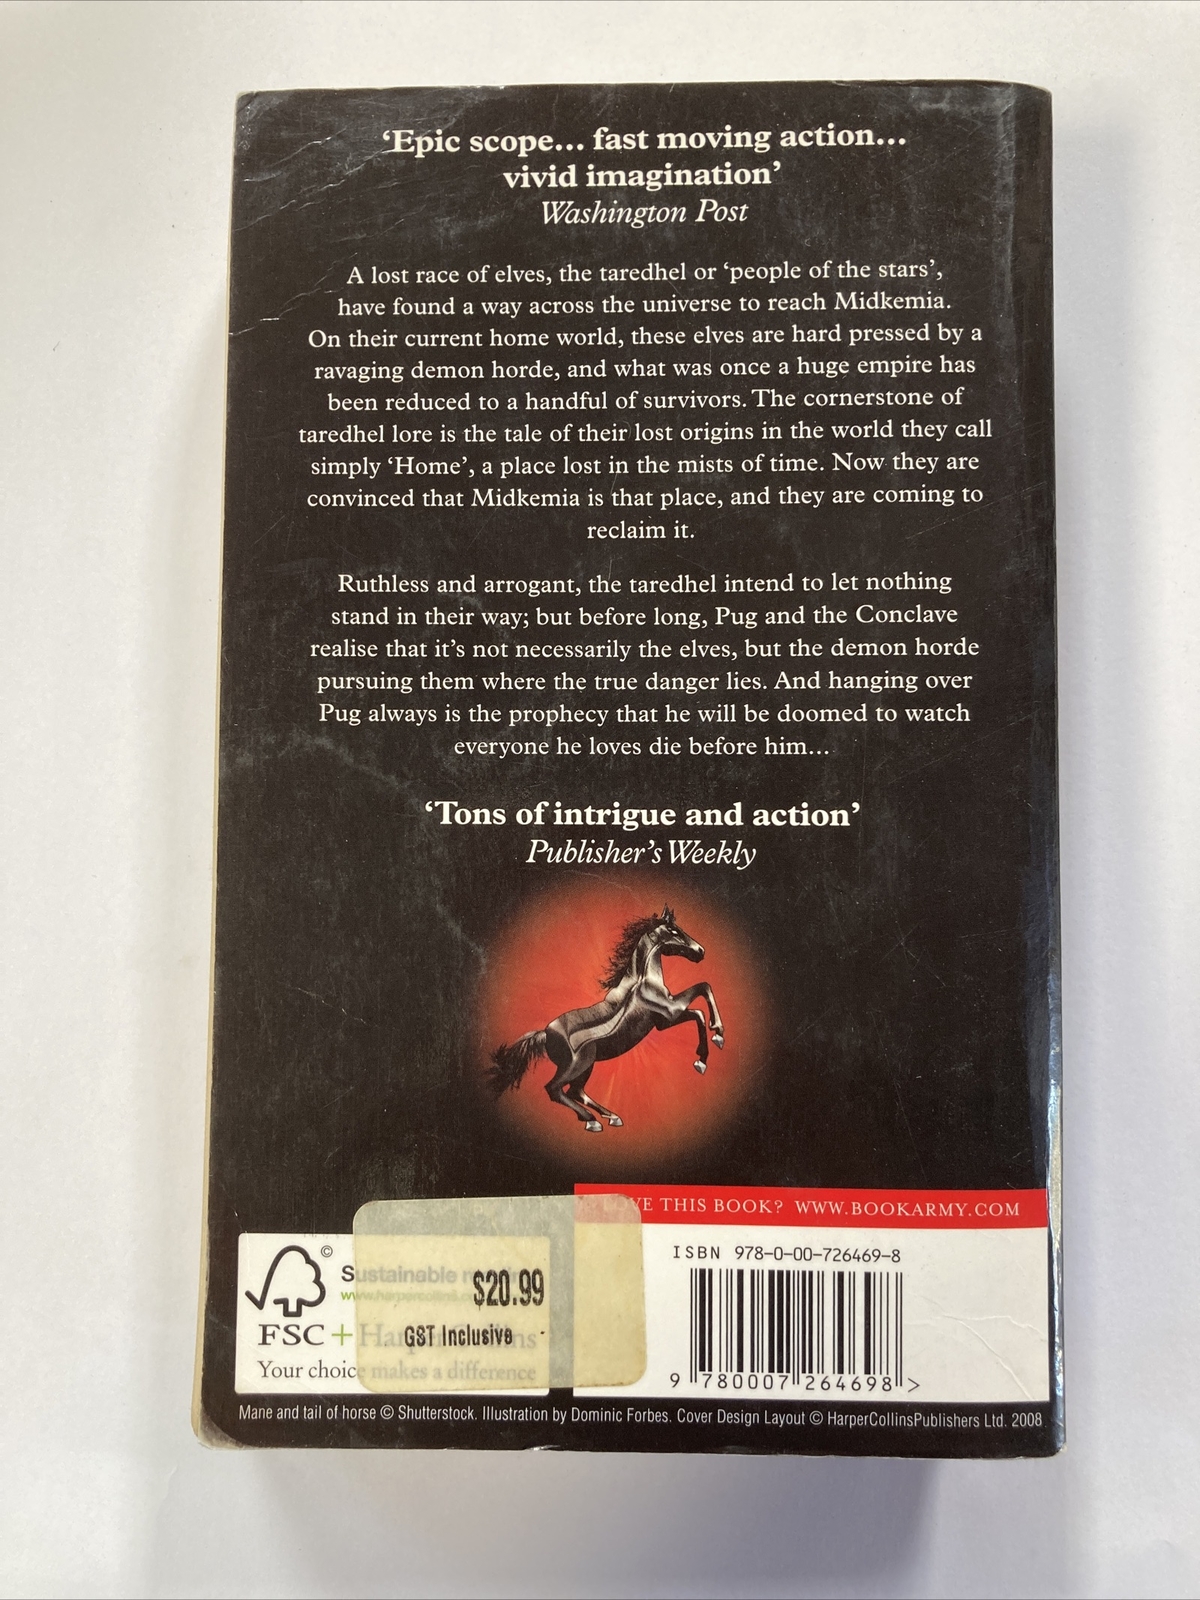 ‘Epic scope... fast moving action...
vivid imagination’
Washington Post
A lost race of elves, the taredhel or ‘people of the stars’,
have found a way across the universe to reach Midkemia.
On their current home world, these elves are hard pressed by a
ravaging demon horde, and what was once a huge empire has
been reduced to a handful of survivors. The cornerstone of
taredhel lore is the tale of their lost origins in the world they call
simply ‘Home’, a place lost in the mists of time. Now they are
convinced that Midkemia is that place, and they are coming to
reclaim it.
Ruthless and arrogant, the taredhel intend to let nothing
stand in their way; but before long, Pug and the Conclave
realise that it’s not necessarily the elves, but the demon horde
pursuing them where the true danger lies. And hanging over
Pug always is the prophecy that he will be doomed to watch
everyone he loves die before him...
‘Tons of intrigue and action’
Publisher’s Weekly
LOVE THIS BOOK? WWW.BOOKARMY.COM
©
Sustainable
$20.99
FSC +
GST Inclusive
Your choice makes a difference
ISBN 978-0-00-726469-8
9 780007 264698 >
Mane and tail of horse © Shutterstock. Illustration by Dominic Forbes. Cover Design Layout © HarperCollinsPublishers Ltd. 2008